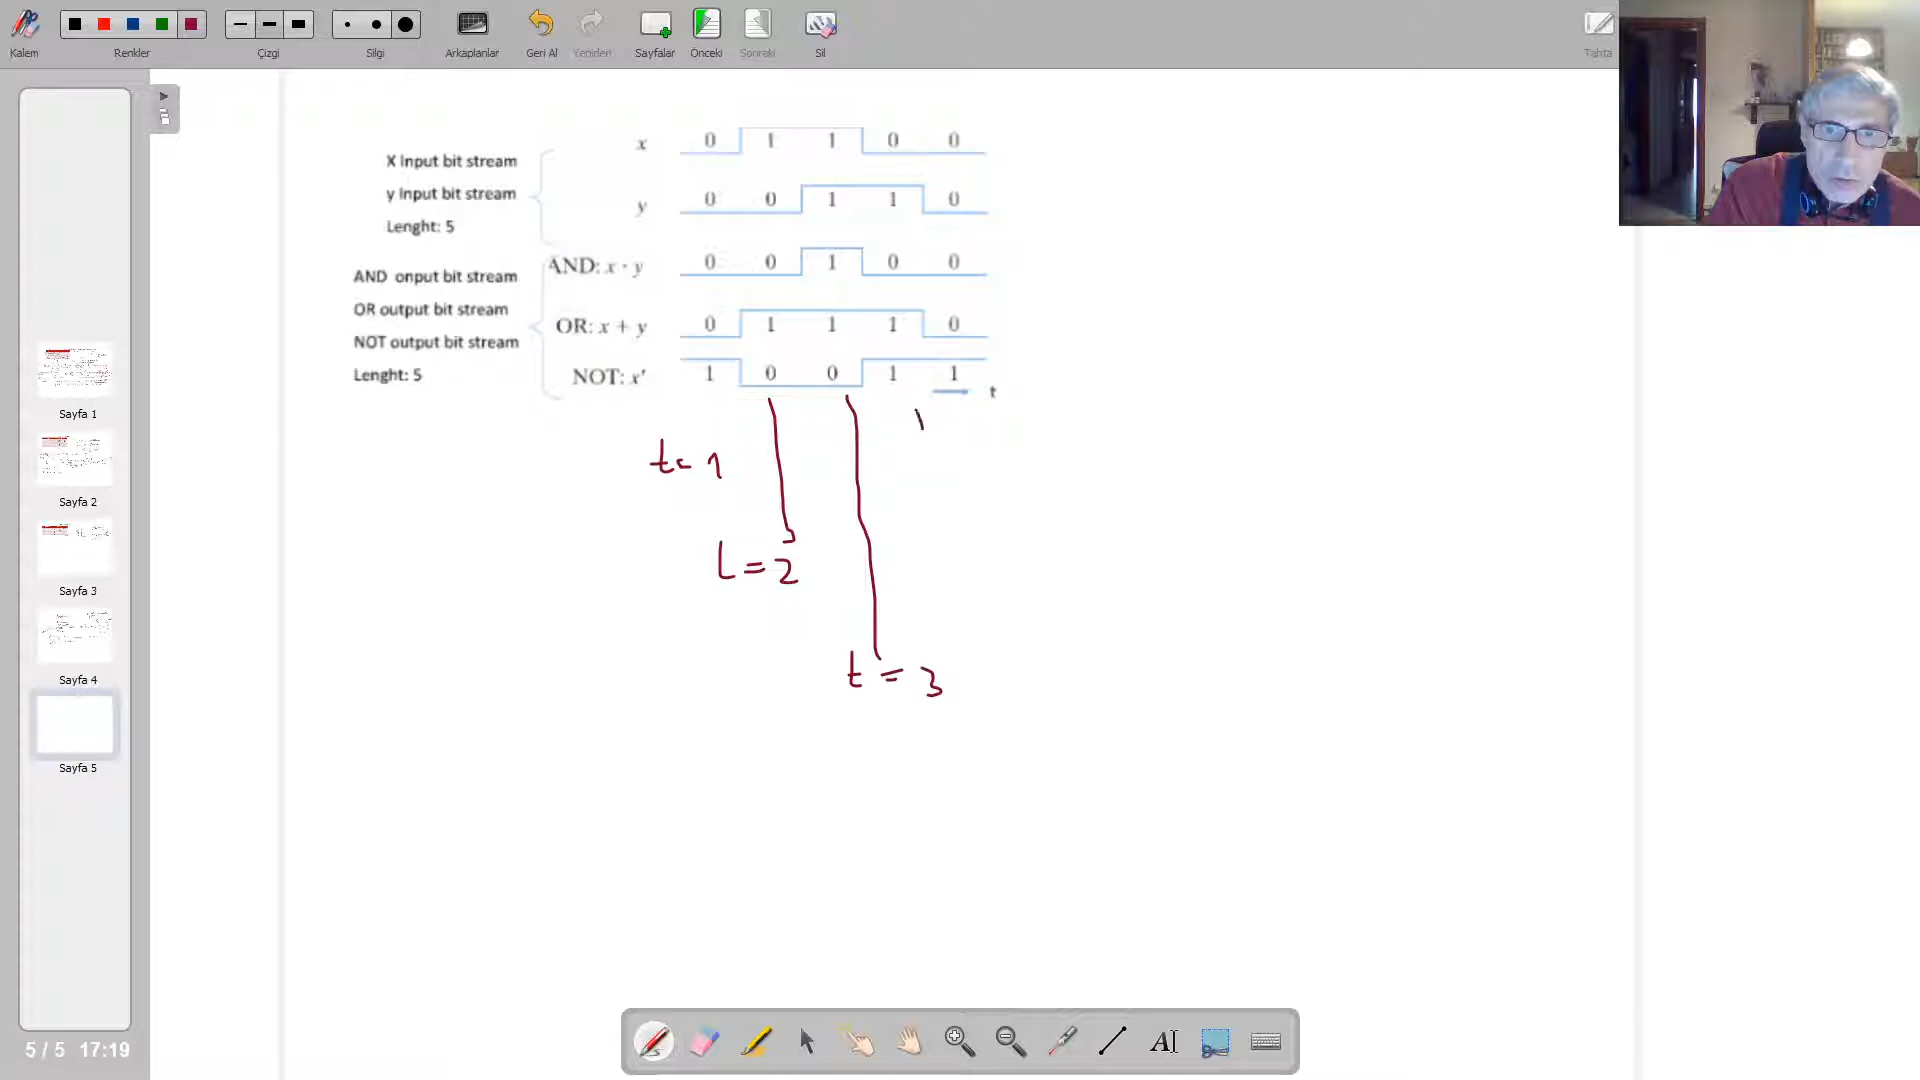 Kalem Renkler Çizgi Silgi Arkaplanlar Geri Al Yeniden Sayfalar Önceki Sonraki Sil Tahta
x 0 1 1 0 0
X Input bit stream
y Input bit stream
y 0 0 1 1 0
Lenght: 5
AND: x · y 0 0 1 0 0
AND onput bit stream
OR output bit stream
OR: x + y 0 1 1 1 0
NOT output bit stream
Lenght: 5
NOT: x′ 1 0 0 1 1
t
t= 1
t = 3
Sayfa 1
Sayfa 2
Sayfa 3
Sayfa 4
Sayfa 5
5 / 5 17:19
AI